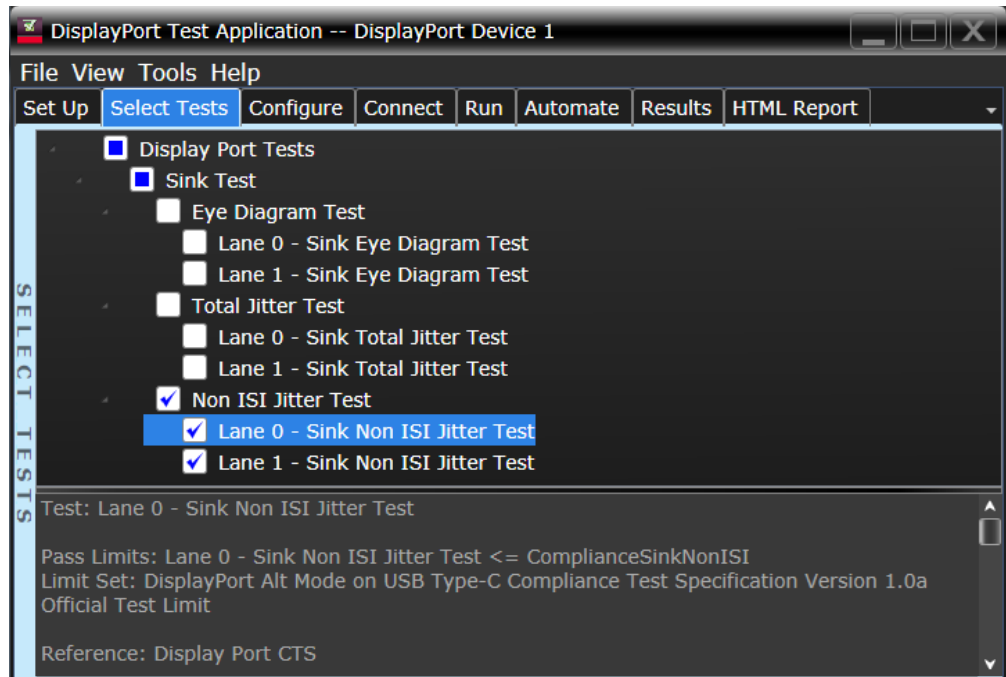 DisplayPort Test Application -- DisplayPort Device 1
File View Tools Help
Set Up Select Tests Configure Connect Run Automate Results HTML Report
SELECT TESTS
Display Port Tests
Sink Test
Eye Diagram Test
Lane 0 - Sink Eye Diagram Test
Lane 1 - Sink Eye Diagram Test
Total Jitter Test
Lane 0 - Sink Total Jitter Test
Lane 1 - Sink Total Jitter Test
Non ISI Jitter Test
Lane 0 - Sink Non ISI Jitter Test
Lane 1 - Sink Non ISI Jitter Test
Test: Lane 0 - Sink Non ISI Jitter Test
Pass Limits: Lane 0 - Sink Non ISI Jitter Test <= ComplianceSinkNonISI
Limit Set: DisplayPort Alt Mode on USB Type-C Compliance Test Specification Version 1.0a
Official Test Limit
Reference: Display Port CTS